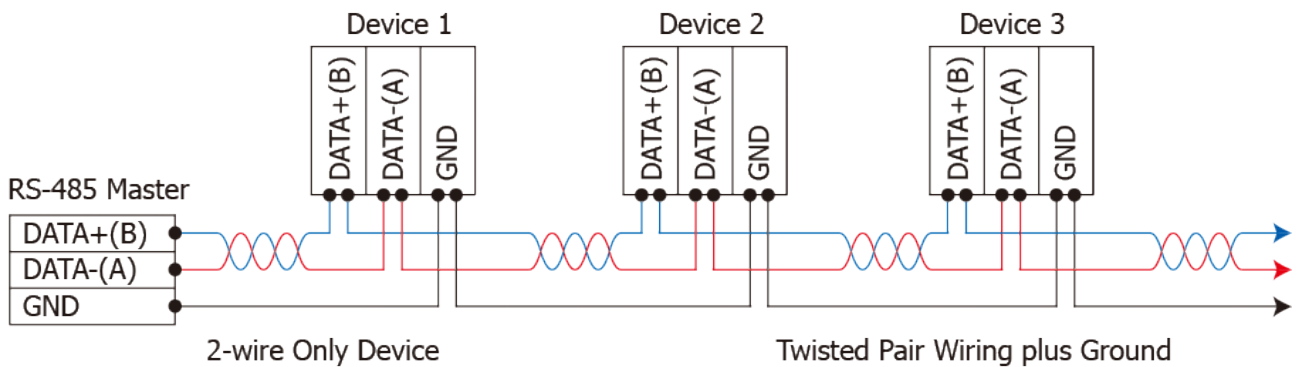 Device 1
Device 2
Device 3
DATA+(B)
DATA-(A)
GND
DATA+(B)
DATA-(A)
GND
DATA+(B)
DATA-(A)
GND
RS-485 Master
DATA+(B)
DATA-(A)
GND
2-wire Only Device
Twisted Pair Wiring plus Ground